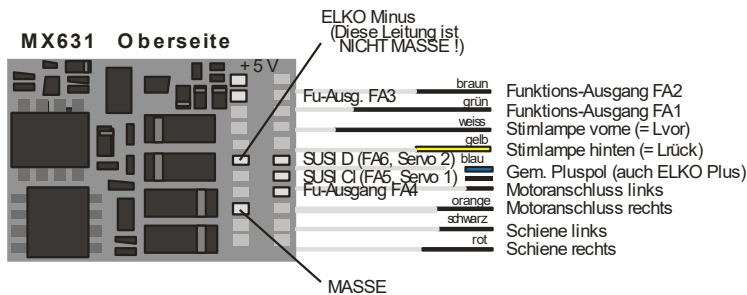 ELKO Minus
(Diese Leitung ist
NICHT MASSE !)
MX631 Oberseite
+5V
braun
Funktions-Ausgang FA2
Fu-Ausg. FA3
grün
Funktions-Ausgang FA1
weiss
Stirnlampe vorne (= Lvor)
gelb
Stirnlampe hinten (= Lrück)
SUSI D (FA6, Servo 2)
blau
Gem. Pluspol (auch ELKO Plus)
SUSI Cl (FA5, Servo 1)
Fu-Ausgang FA4
Motoranschluss links
orange
Motoranschluss rechts
schwarz
Schiene links
rot
Schiene rechts
MASSE